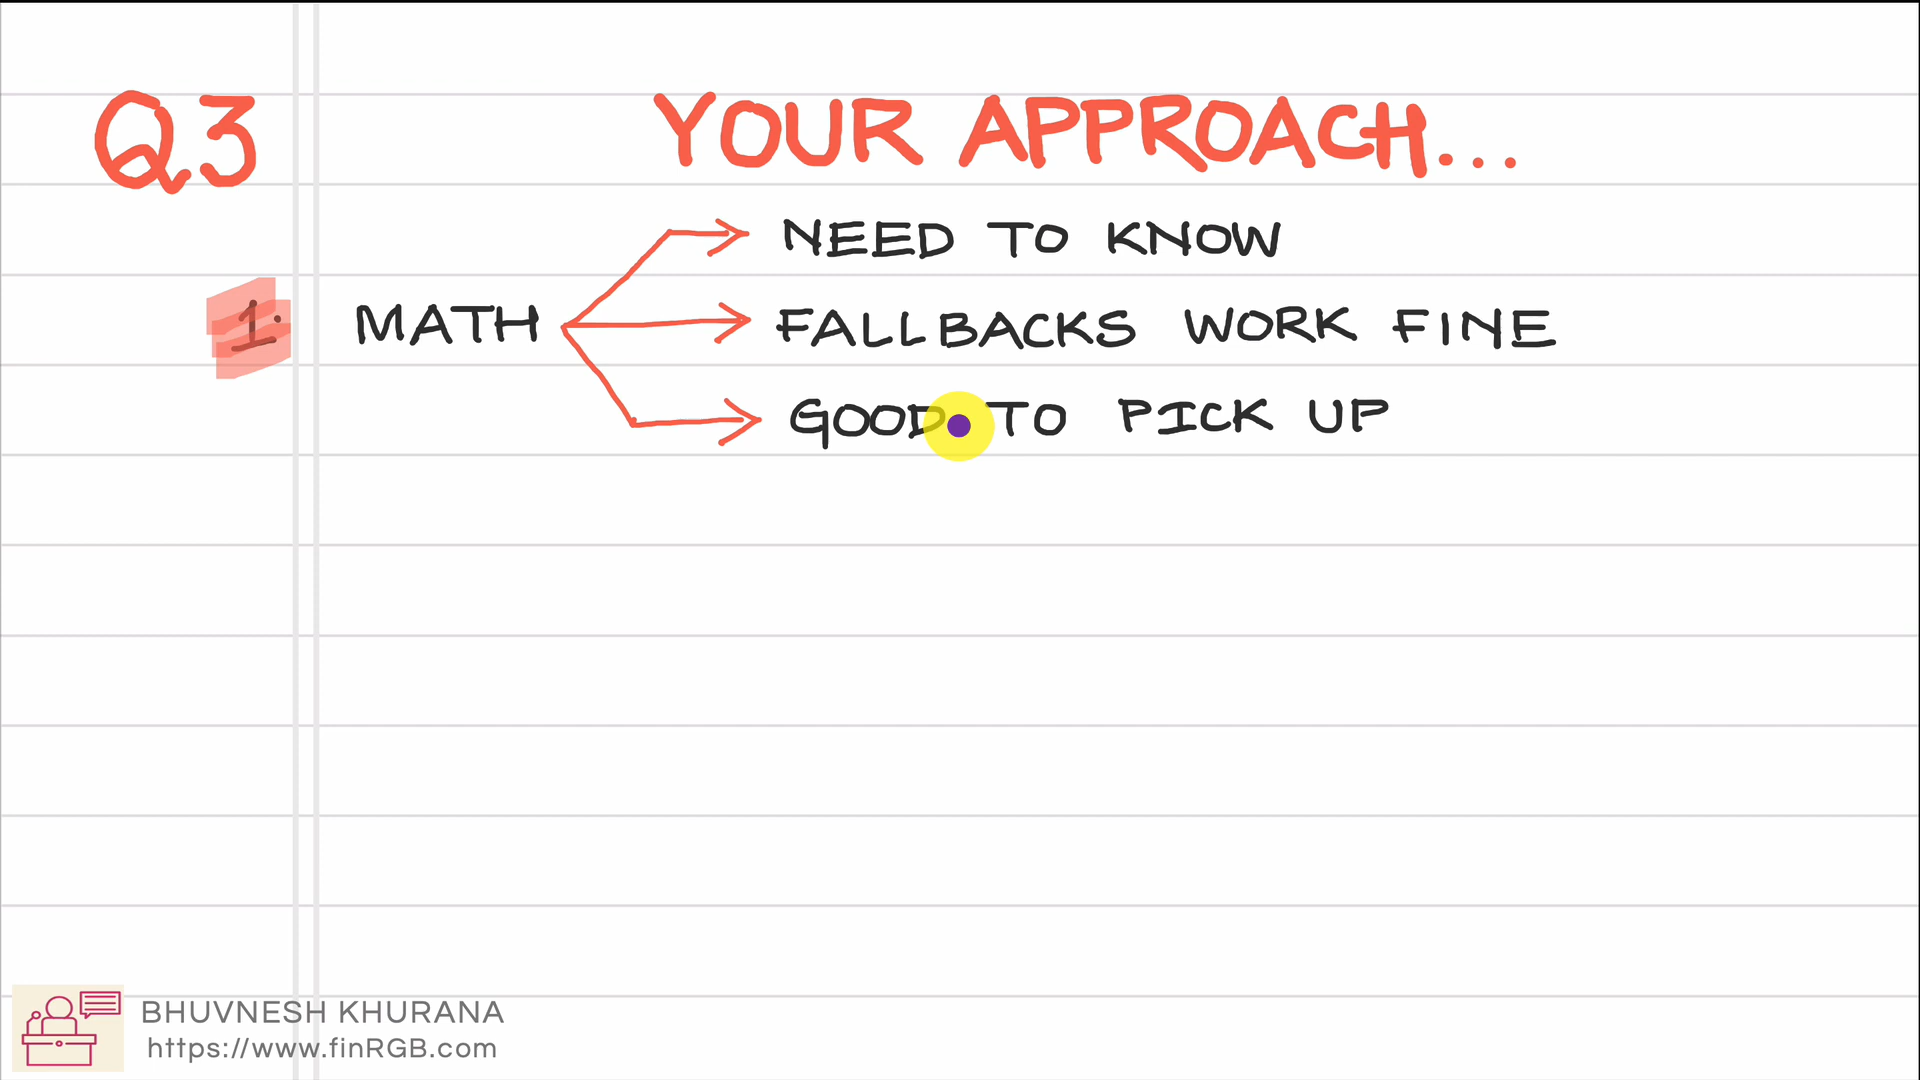 Q3 YOUR APPROACH...
NEED TO KNOW
1. MATH FALLBACKS WORK FINE
GOOD TO PICK UP
BHUVNESH KHURANA
https://www.finRGB.com